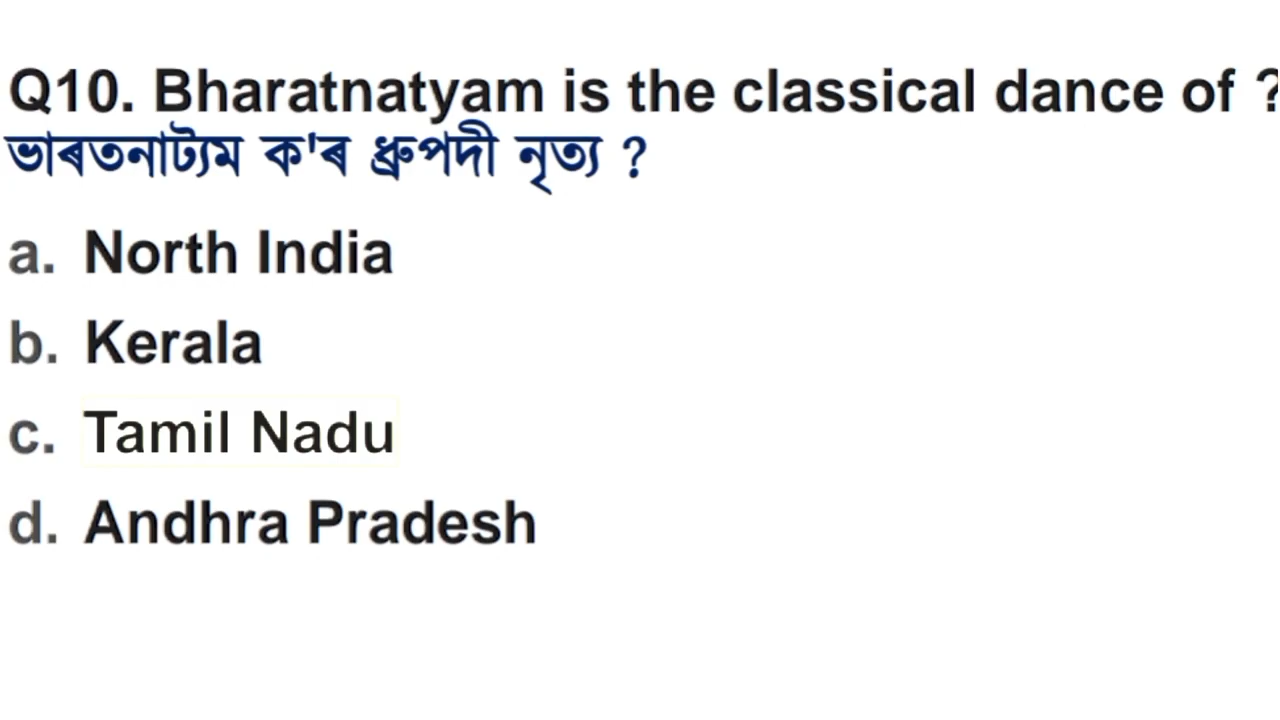 Q10. Bharatnatyam is the classical dance of ?
ভাৰতনাট্যম ক'ৰ ধ্ৰুপদী নৃত্য ?
a. North India
b. Kerala
c. Tamil Nadu
d. Andhra Pradesh